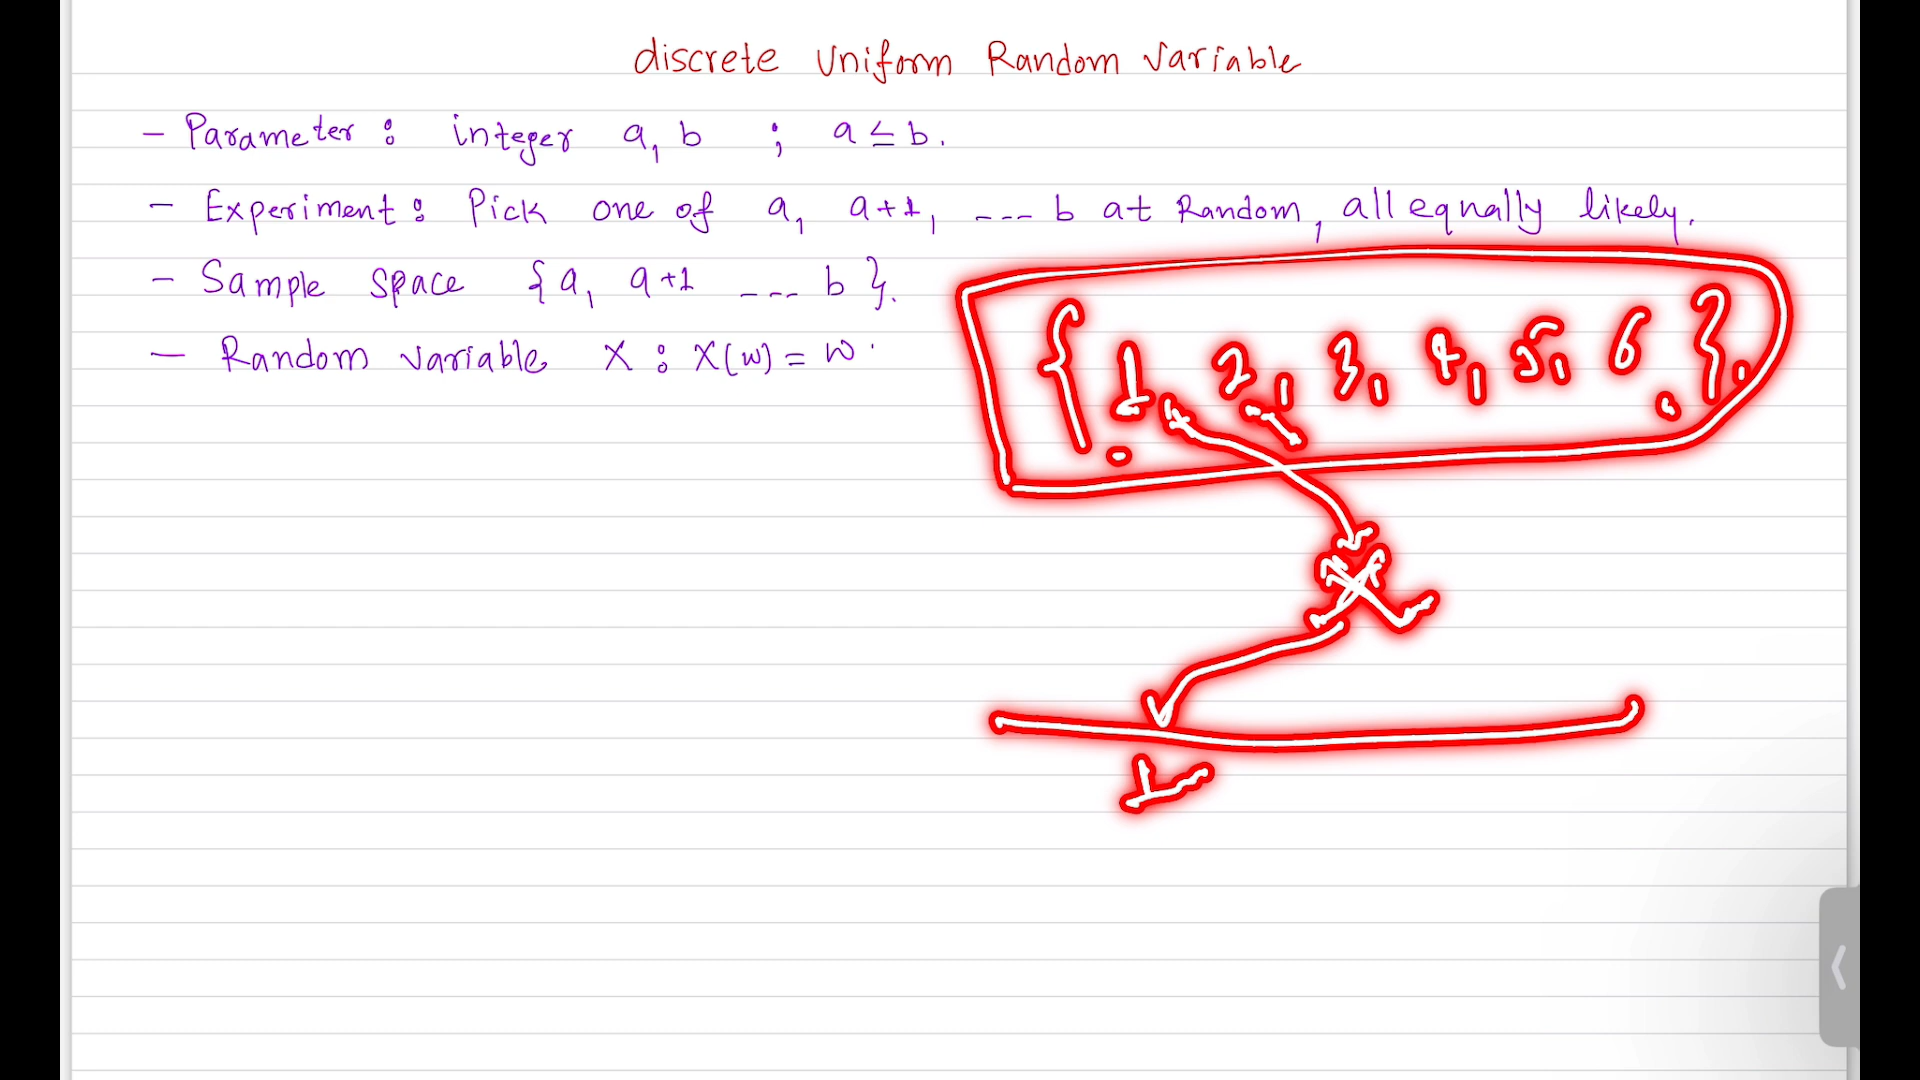 discrete Uniform Random Variable
- Parameter : integer a, b ; a ≤ b.
- Experiment : Pick one of a, a+1, ---- b at Random, all equally likely.
- Sample space {a, a+1 ---- b}.
- Random variable X : X(w) = w.
{1, 2, 3, 4, 5, 6.}.
X
1